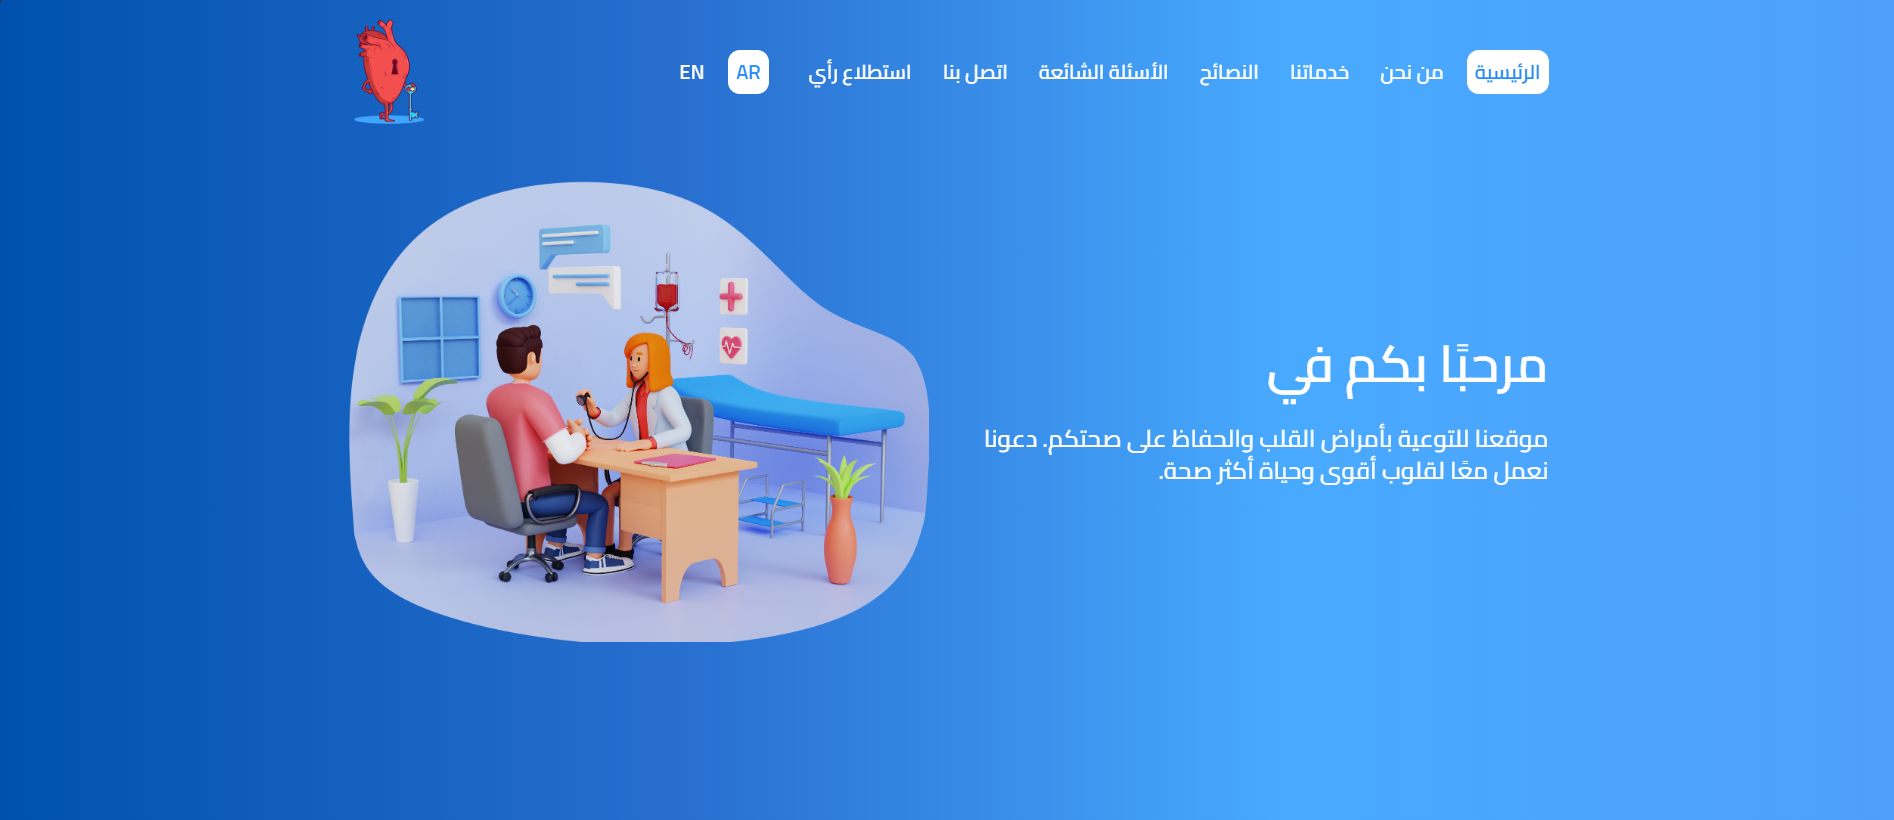 الرئيسية
من نحن
خدماتنا
النصائح
الأسئلة الشائعة
اتصل بنا
استطلاع رأي
AR
EN
مرحبًا بكم في
موقعنا للتوعية بأمراض القلب والحفاظ على صحتكم. دعونا
نعمل معًا لقلوب أقوى وحياة أكثر صحة.